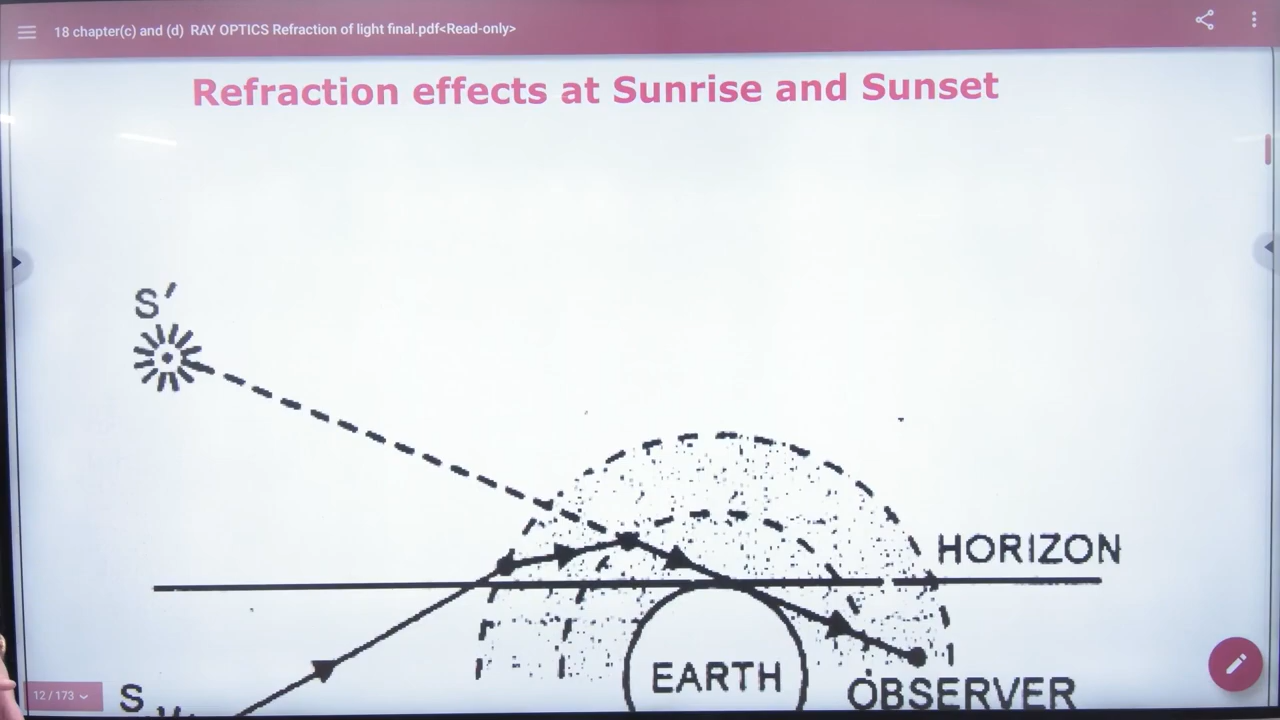 18 chapter(c) and (d) RAY OPTICS Refraction of light final.pdf<Read-only>
Refraction effects at Sunrise and Sunset
S′
HORIZON
EARTH
S
OBSERVER
12 / 173